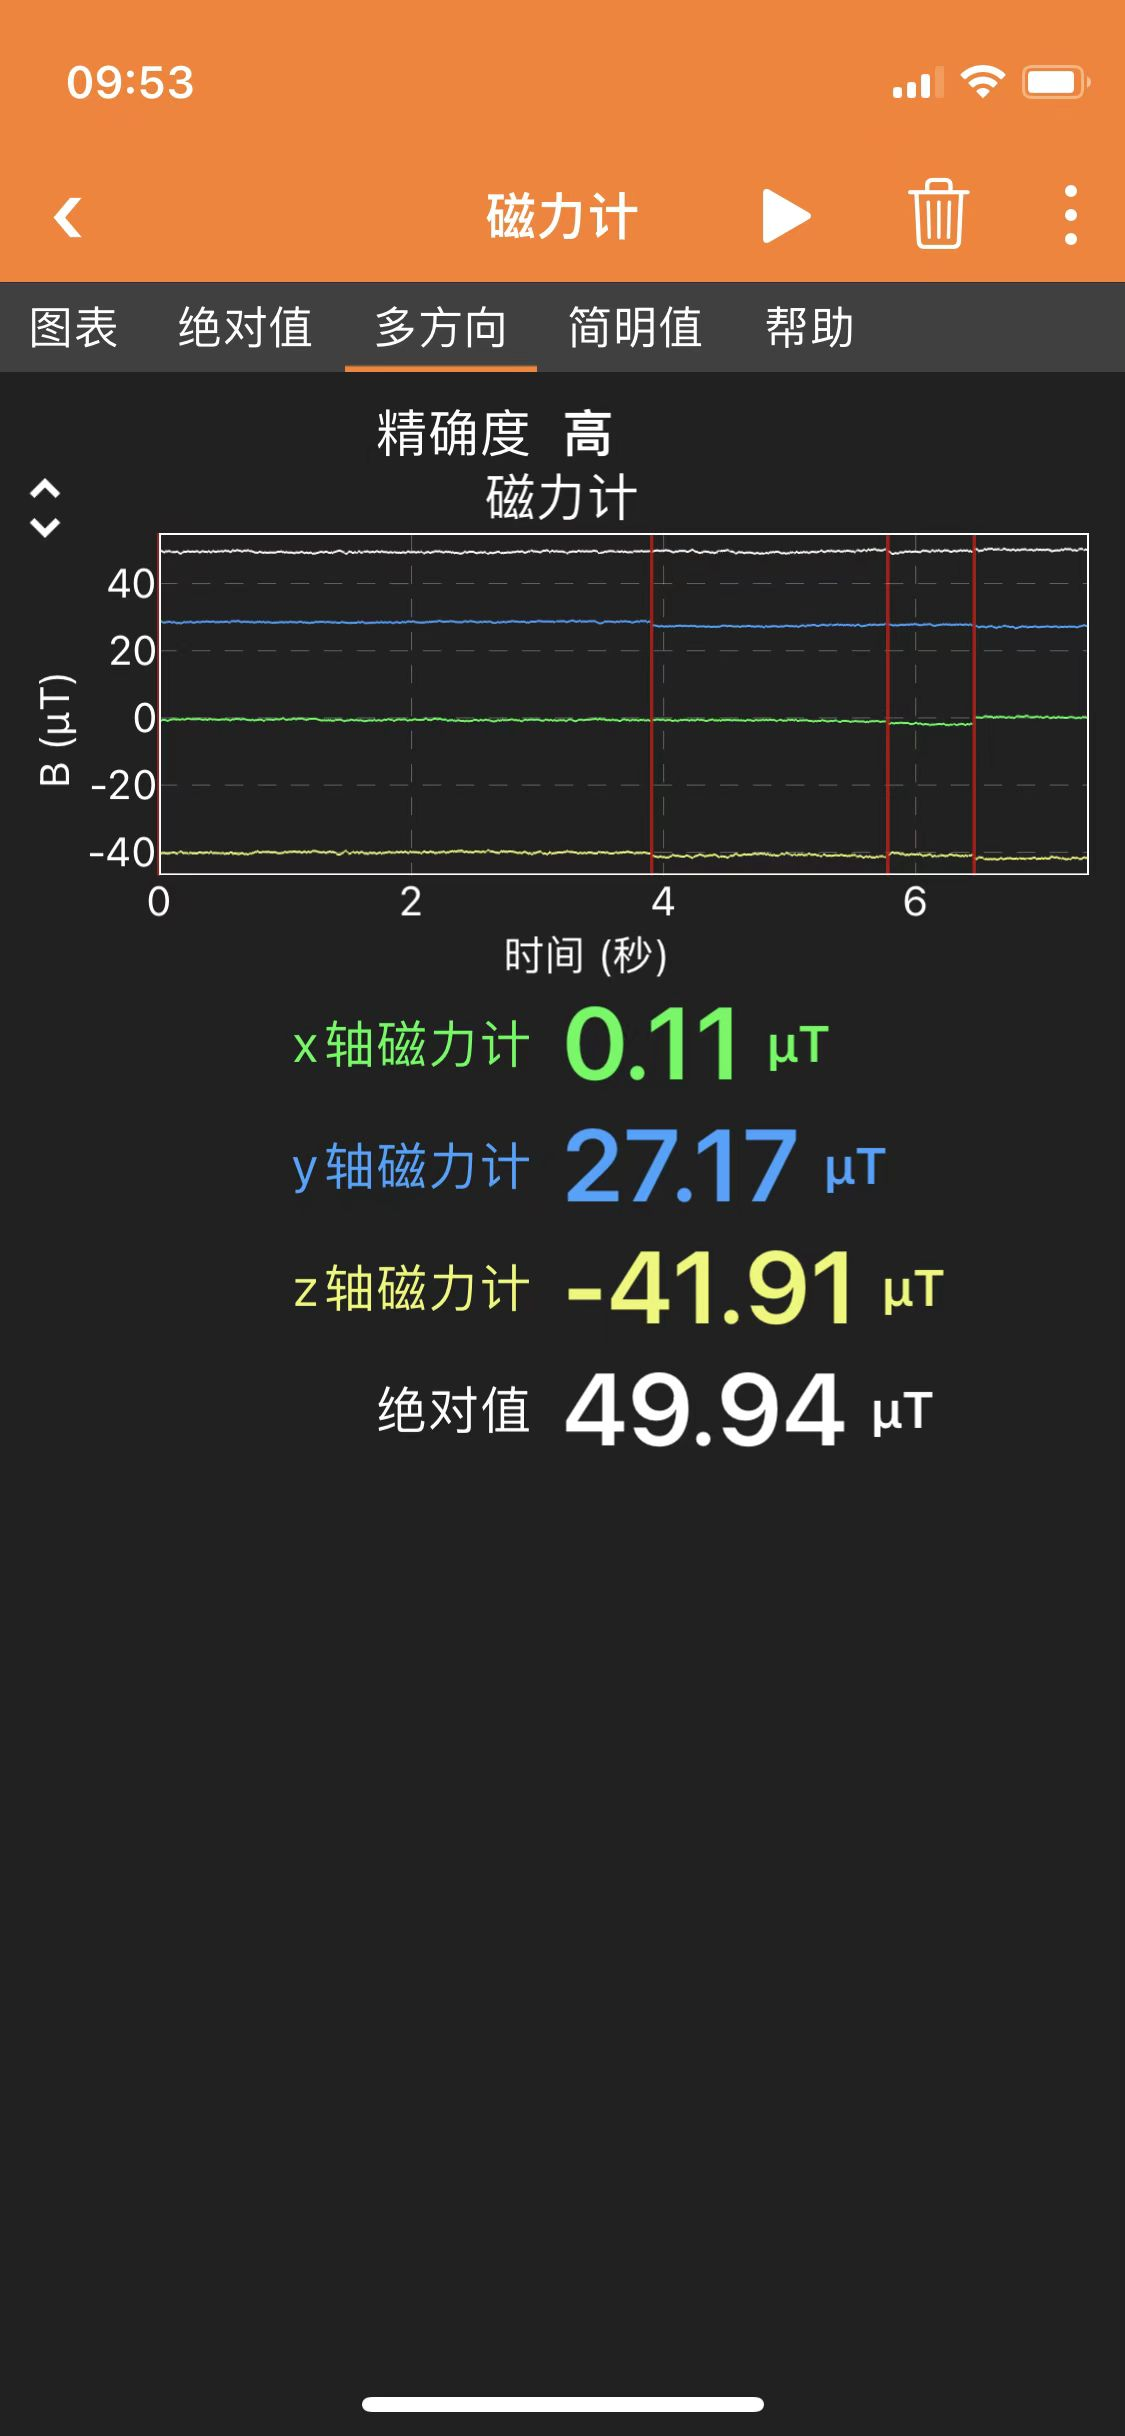 09:53
磁力计
图表 绝对值 多方向 简明值 帮助
精确度 高
磁力计
40
20
0
-20
-40
B (µT)
0 2 4 6
时间 (秒)
x轴磁力计 0.11 µT
y轴磁力计 27.17 µT
z轴磁力计 -41.91 µT
绝对值 49.94 µT